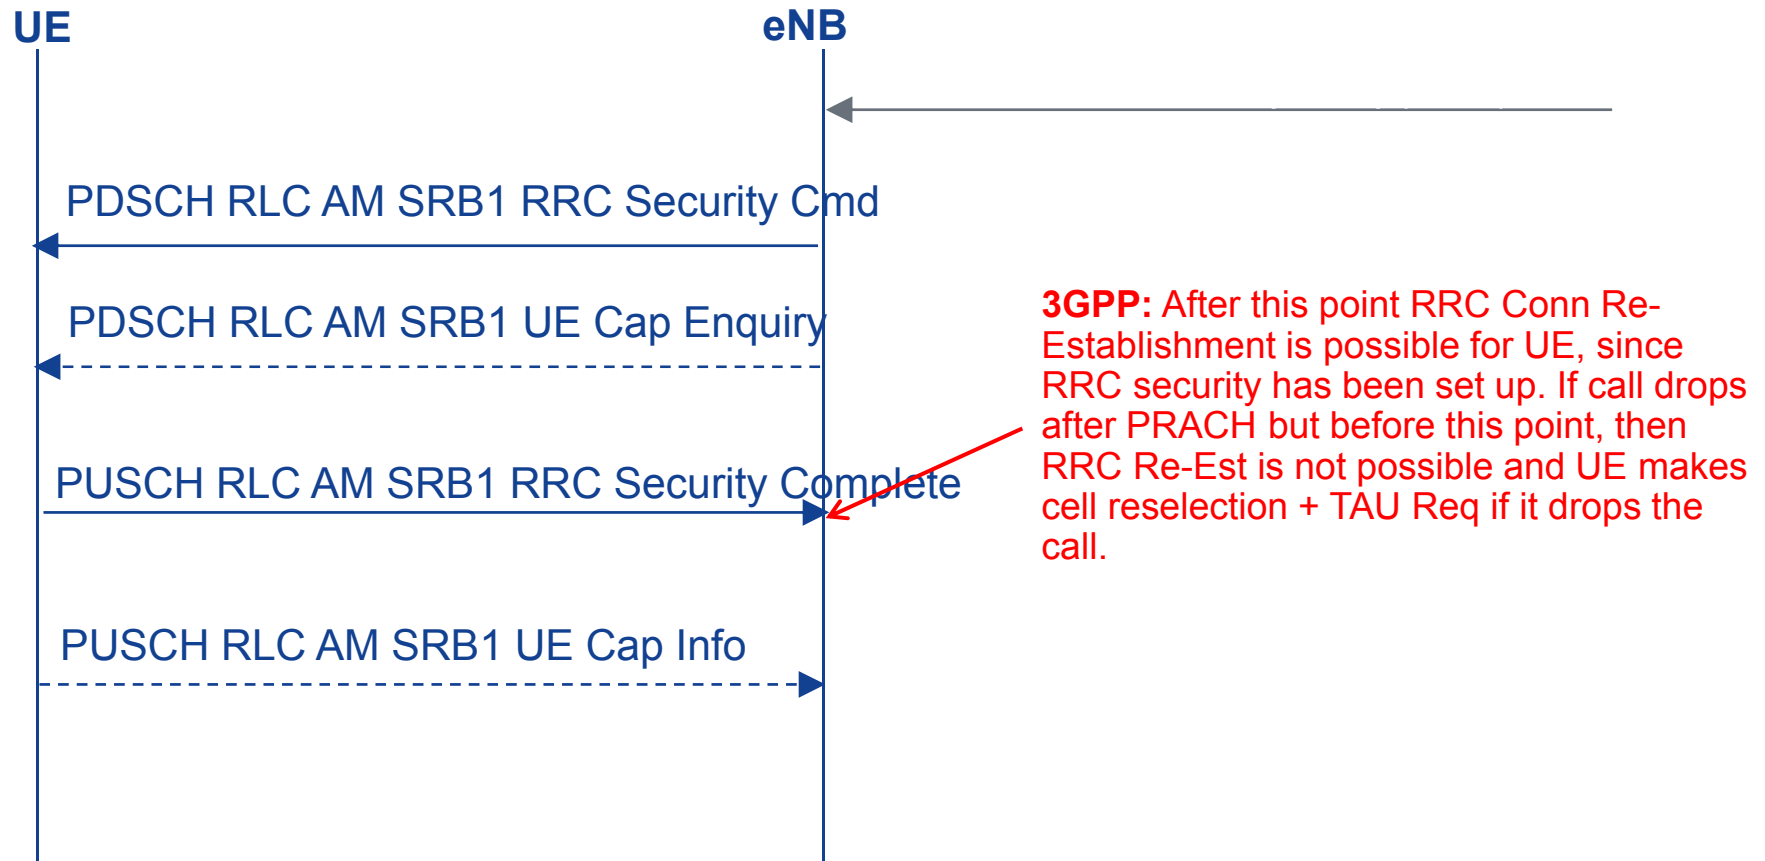 UE
eNB
PDSCH RLC AM SRB1 RRC Security Cmd
PDSCH RLC AM SRB1 UE Cap Enquiry
3GPP: After this point RRC Conn Re-
Establishment is possible for UE, since
RRC security has been set up. If call drops
after PRACH but before this point, then
RRC Re-Est is not possible and UE makes
cell reselection + TAU Req if it drops the
call.
PUSCH RLC AM SRB1 RRC Security Complete
PUSCH RLC AM SRB1 UE Cap Info